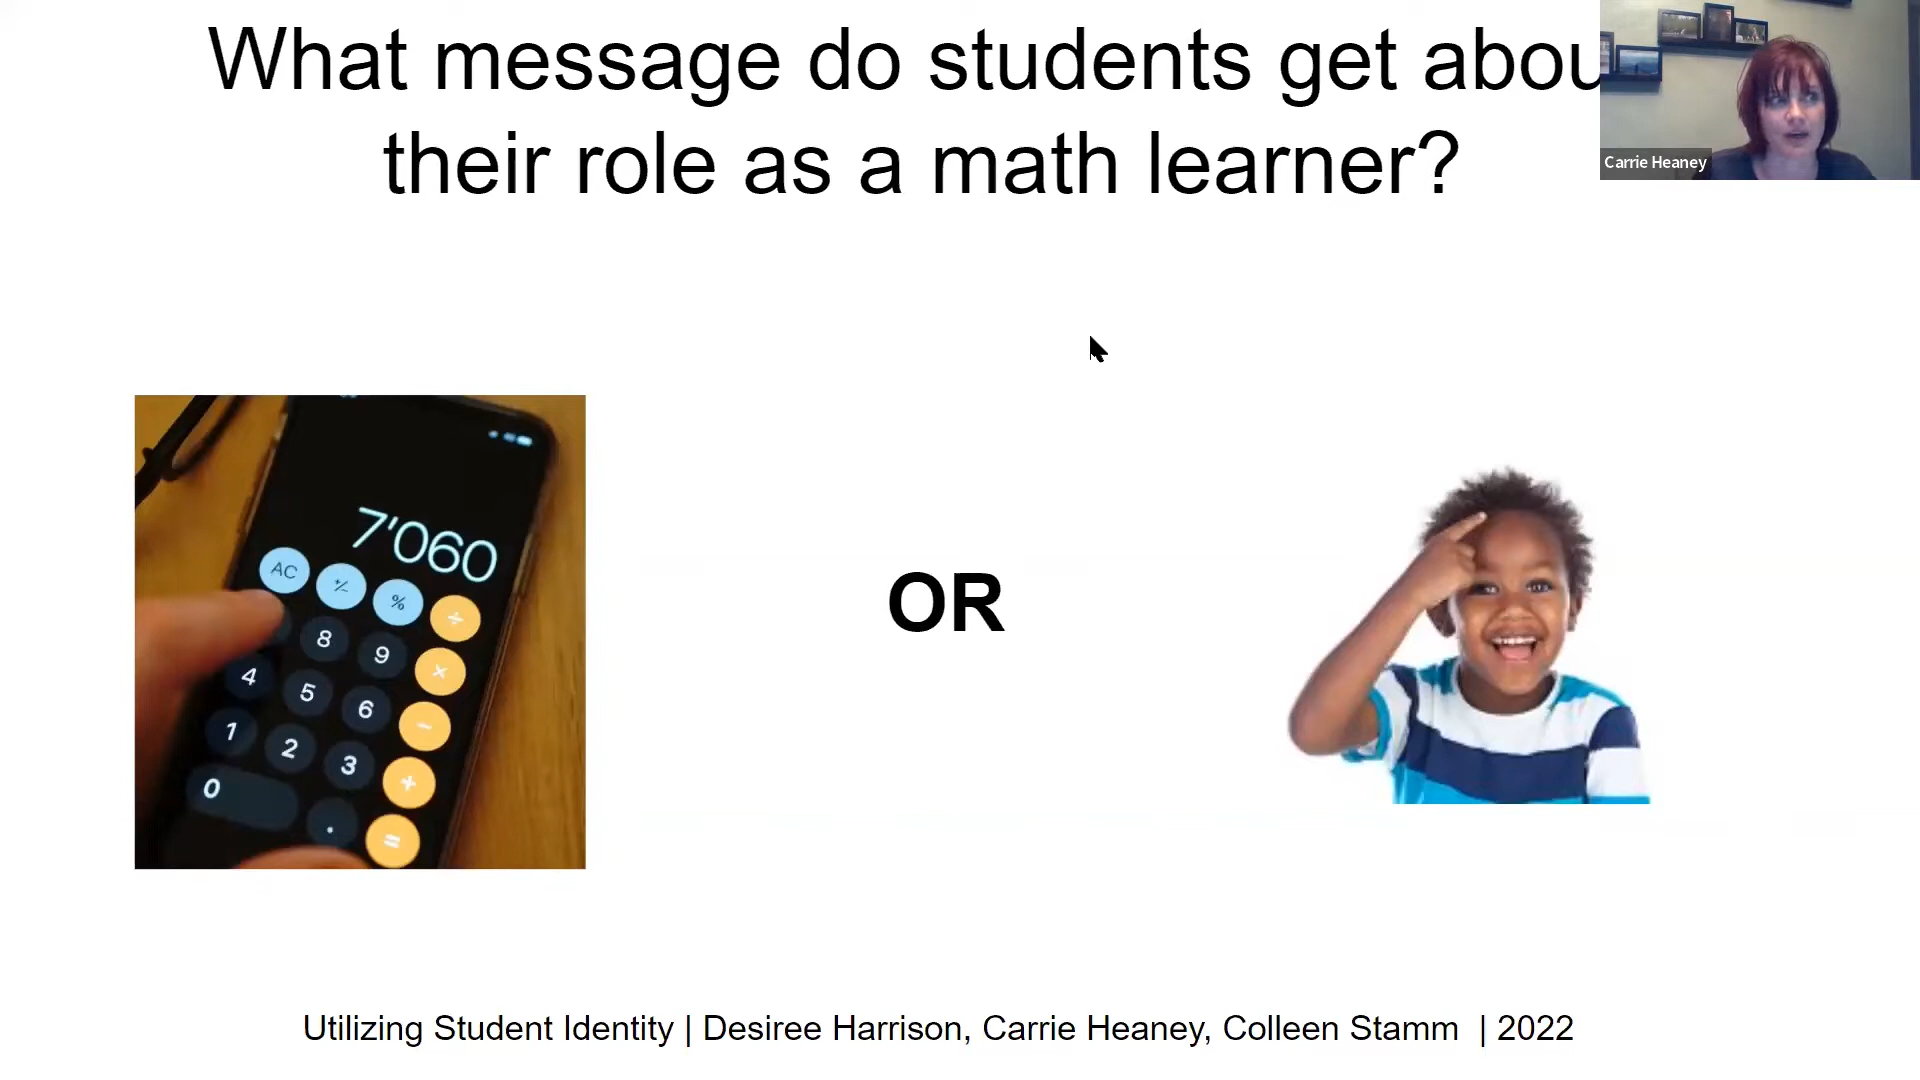 What message do students get abou
their role as a math learner?
Carrie Heaney
7'060
AC +/- % ÷
8 9 ×
4 5 6 −
1 2 3 +
0 . =
OR
Utilizing Student Identity | Desiree Harrison, Carrie Heaney, Colleen Stamm | 2022